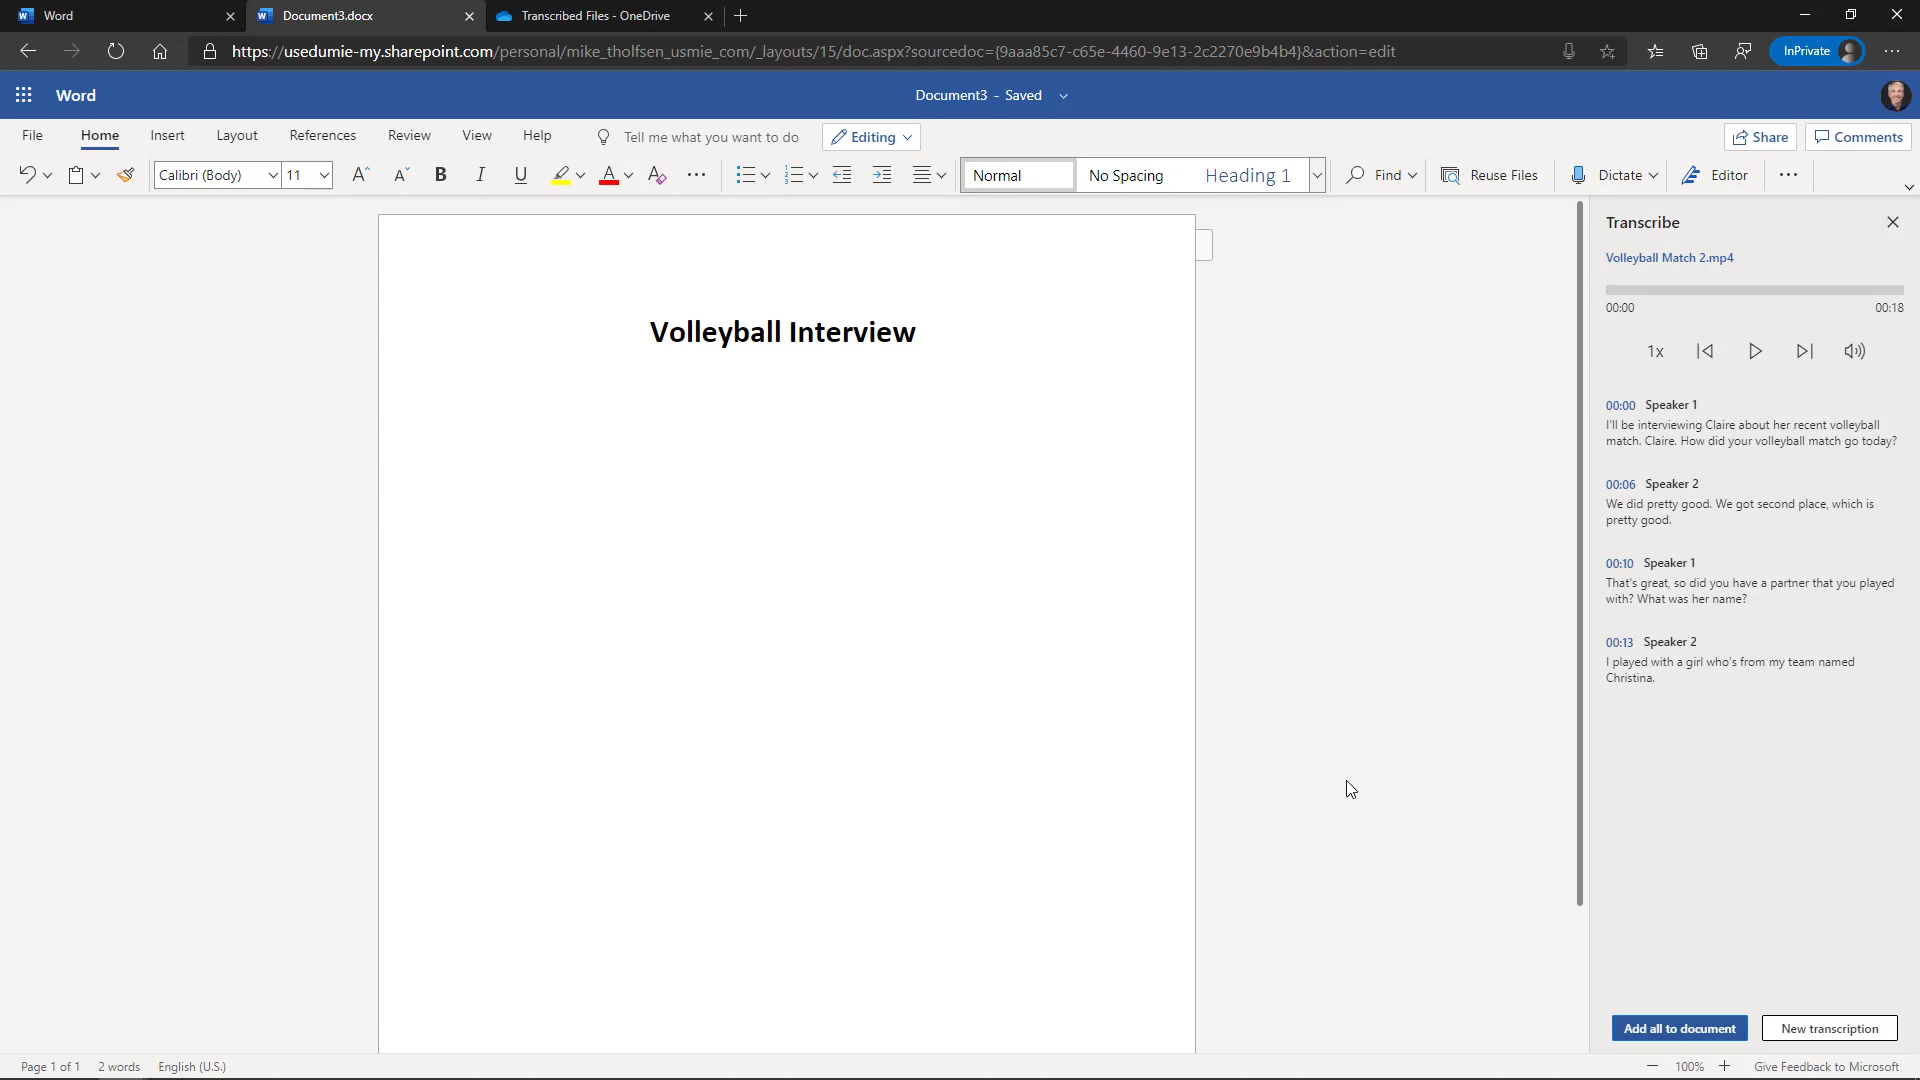 Word
Document3.docx
Transcribed Files - OneDrive
https://usedumie-my.sharepoint.com/personal/mike_tholfsen_usmie_com/_layouts/15/doc.aspx?sourcedoc={9aaa85c7-c65e-4460-9e13-2c2270e9b4b4}&action=edit
InPrivate
Word
Document3 - Saved
File Home Insert Layout References Review View Help Tell me what you want to do Editing Share Comments
Calibri (Body) 11 A A B I U A A Normal No Spacing Heading 1 Find Reuse Files Dictate Editor
Volleyball Interview
Transcribe
Volleyball Match 2.mp4
00:00 00:18
1x
00:00 Speaker 1
I'll be interviewing Claire about her recent volleyball
match. Claire. How did your volleyball match go today?
00:06 Speaker 2
We did pretty good. We got second place, which is
pretty good.
00:10 Speaker 1
That's great, so did you have a partner that you played
with? What was her name?
00:13 Speaker 2
I played with a girl who's from my team named
Christina.
Add all to document New transcription
Page 1 of 1 2 words English (U.S.) 100% Give Feedback to Microsoft